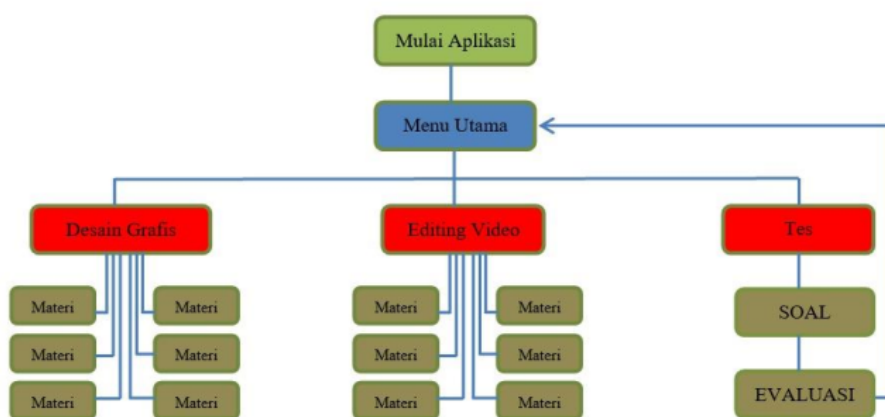 Mulai Aplikasi
Menu Utama
Desain Grafis
Editing Video
Tes
Materi
Materi
Materi
Materi
SOAL
Materi
Materi
Materi
Materi
Materi
Materi
Materi
Materi
EVALUASI